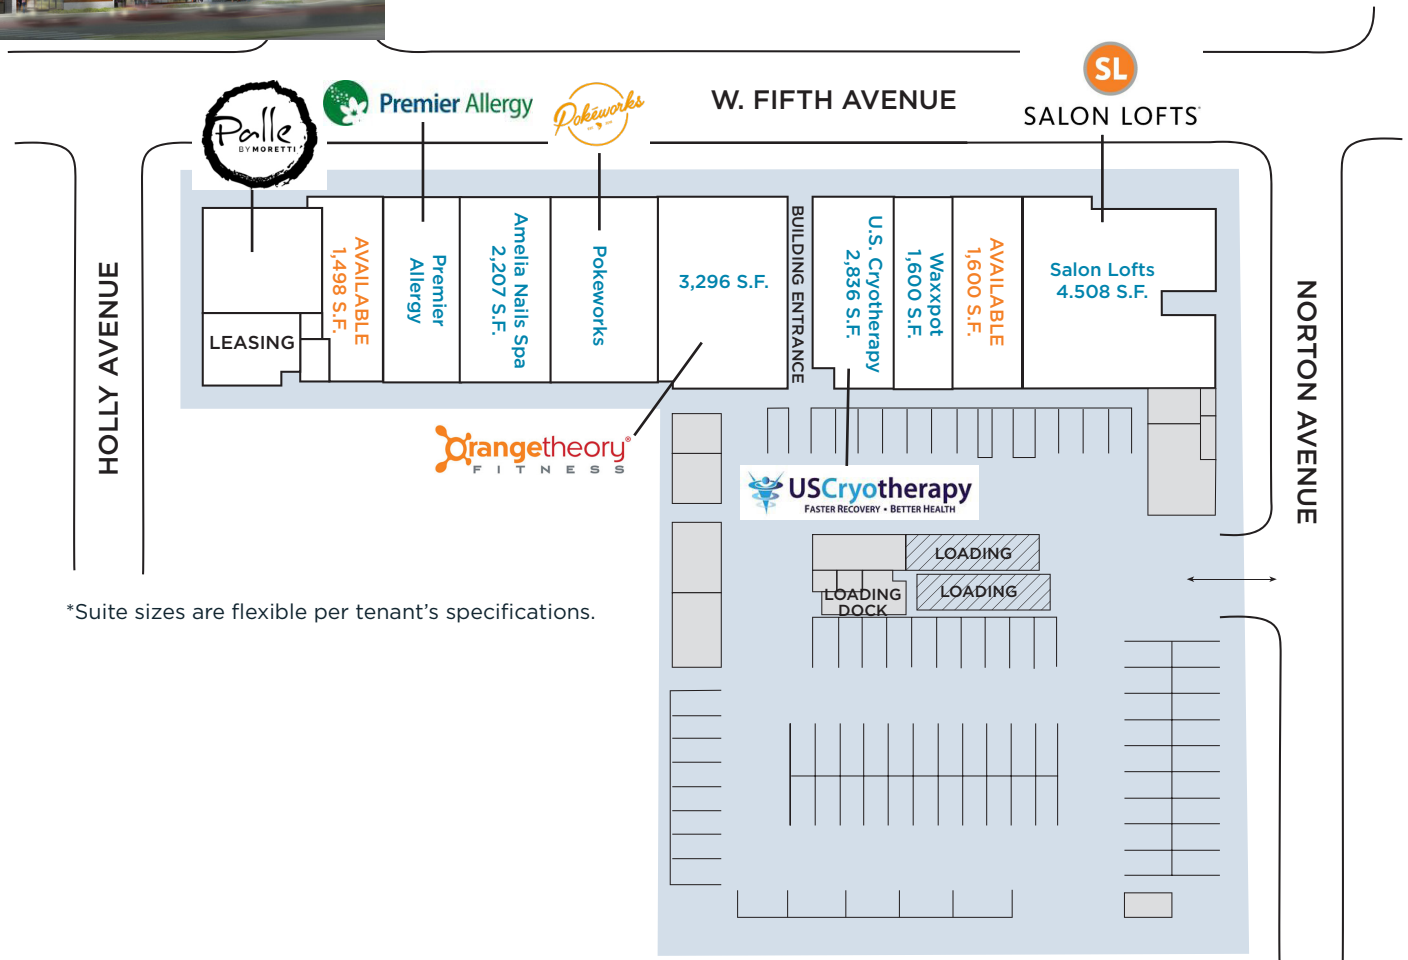 SL
SALON LOFTS
W. FIFTH AVENUE
Palle
BY MORETTI
Premier Allergy
Pokéworks
HOLLY AVENUE
NORTON AVENUE
LEASING
AVAILABLE
1,498 S.F.
Premier
Allergy
Amelia Nails Spa
2,207 S.F.
Pokeworks
3,296 S.F.
BUILDING ENTRANCE
U.S. Cryotherapy
2,836 S.F.
Waxxpot
1,600 S.F.
AVAILABLE
1,600 S.F.
Salon Lofts
4.508 S.F.
Orangetheory®
FITNESS
USCryotherapy
FASTER RECOVERY • BETTER HEALTH
LOADING
LOADING
LOADING
DOCK
*Suite sizes are flexible per tenant’s specifications.